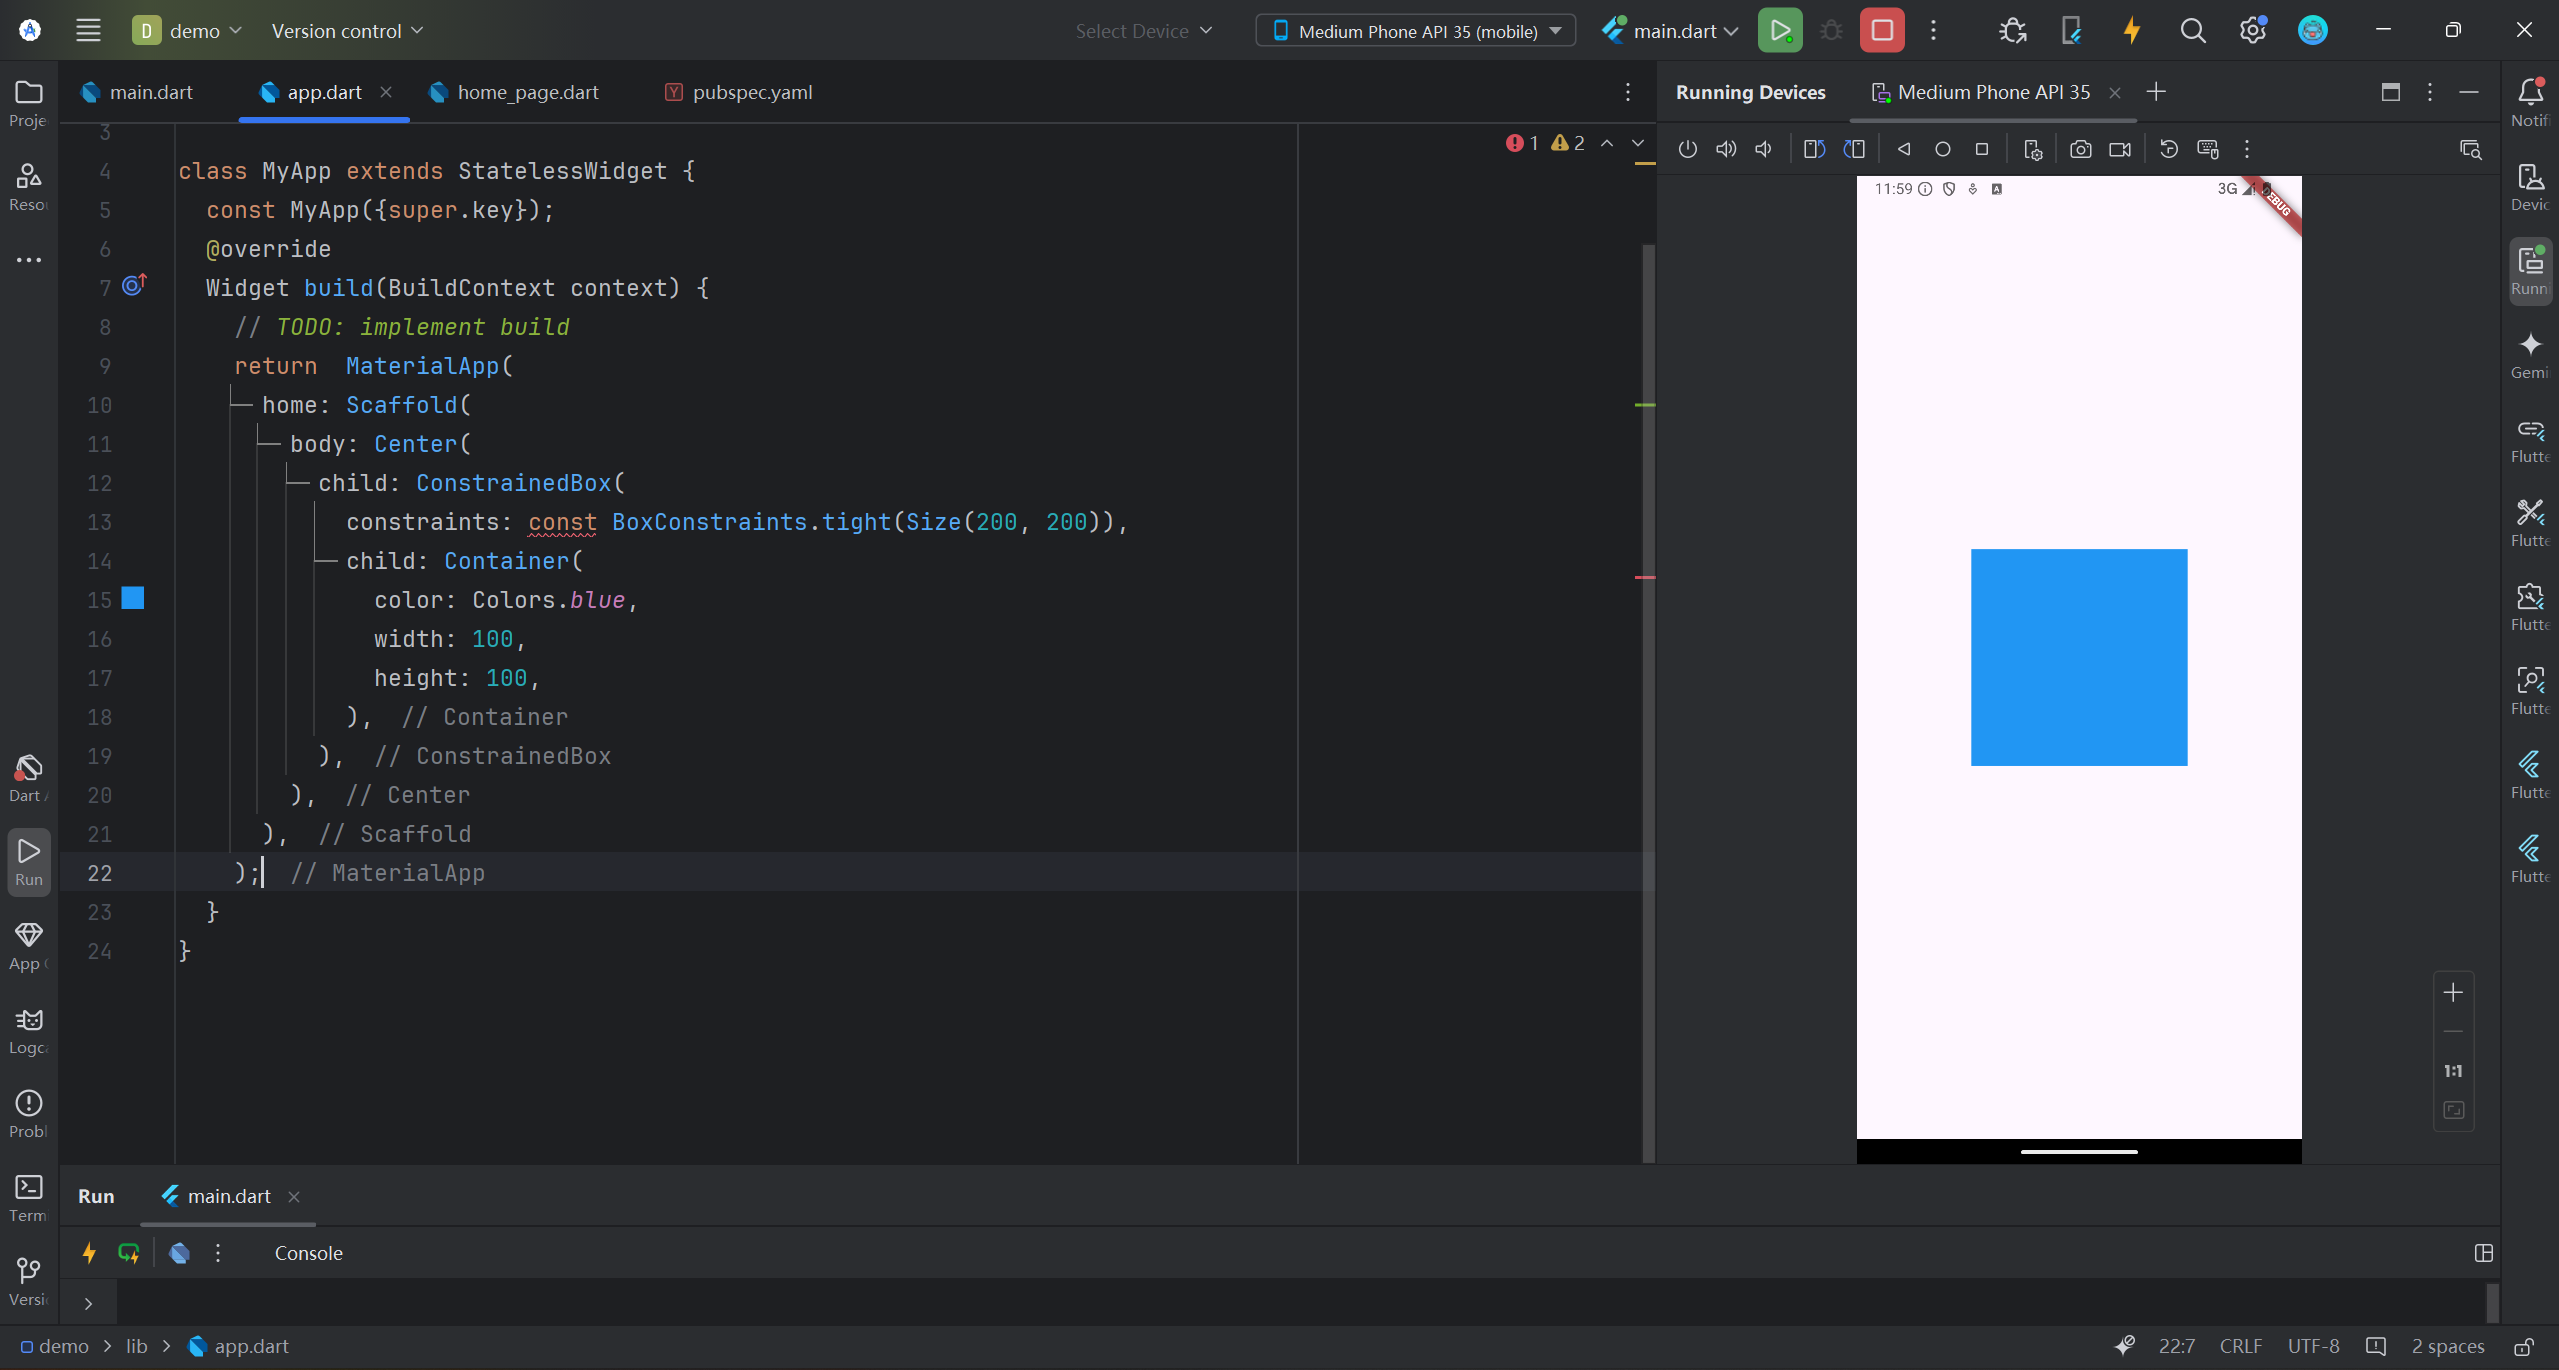 D demo Version control Select Device Medium Phone API 35 (mobile) main.dart
main.dart app.dart home_page.dart pubspec.yaml
Running Devices Medium Phone API 35
1 2
3
4 class MyApp extends StatelessWidget {
5 const MyApp({super.key});
6 @override
7 Widget build(BuildContext context) {
8 // TODO: implement build
9 return  MaterialApp(
10 home: Scaffold(
11 body: Center(
12 child: ConstrainedBox(
13 constraints: const BoxConstraints.tight(Size(200, 200)),
14 child: Container(
15 color: Colors.blue,
16 width: 100,
17 height: 100,
18 ), // Container
19 ), // ConstrainedBox
20 ), // Center
21 ), // Scaffold
22 ); // MaterialApp
23 }
24 }
Proje
Reso
Dart A
Run
App
Logc
Probl
Term
Versi
11:59
3G
1:1
Notifi
Devic
Runn
Gemi
Flutte
Flutte
Flutte
Flutte
Flutte
Flutte
Run main.dart
Console
demo > lib > app.dart
22:7 CRLF UTF-8 2 spaces